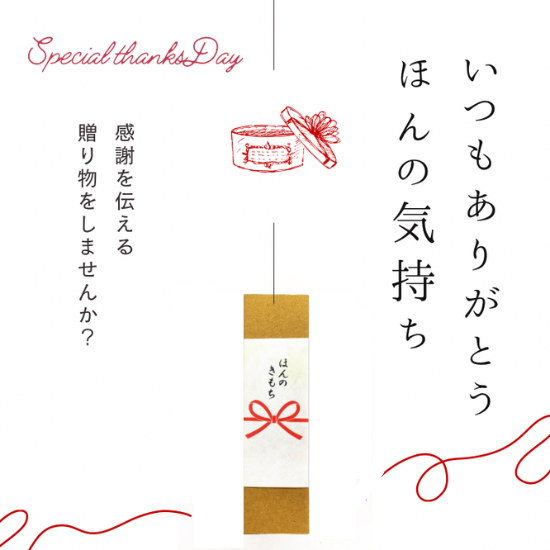 Special thanks Day
いつもありがとう
ほんの気持ち
感謝を伝える
贈り物をしませんか？
ほんの
きもち